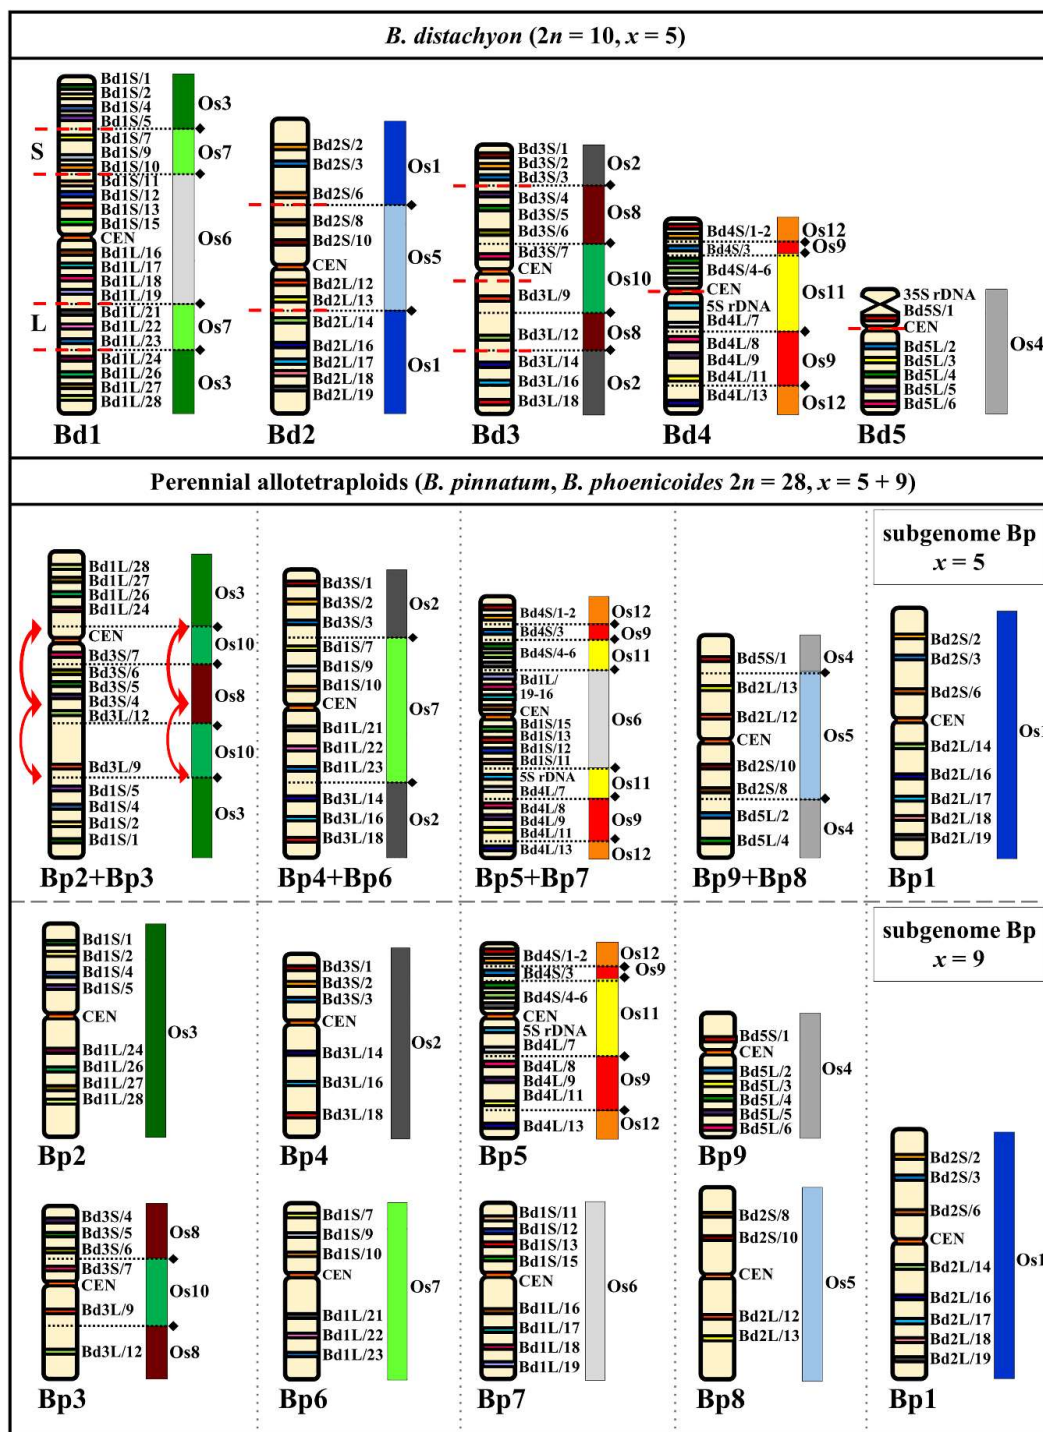 B. distachyon (2n = 10, x = 5)
Bd1S/1
Bd1S/2
Bd1S/4
Bd1S/5
Bd1S/7
Bd1S/9
Bd1S/10
Bd1S/11
Bd1S/12
Bd1S/13
Bd1S/15
CEN
Bd1L/16
Bd1L/17
Bd1L/18
Bd1L/19
Bd1L/21
Bd1L/22
Bd1L/23
Bd1L/24
Bd1L/26
Bd1L/27
Bd1L/28
S
L
Os3
Os7
Os6
Os7
Os3
Bd1
Bd2S/2
Bd2S/3
Bd2S/6
Bd2S/8
Bd2S/10
CEN
Bd2L/12
Bd2L/13
Bd2L/14
Bd2L/16
Bd2L/17
Bd2L/18
Bd2L/19
Os1
Os5
Os1
Bd2
Bd3S/1
Bd3S/2
Bd3S/3
Bd3S/4
Bd3S/5
Bd3S/6
Bd3S/7
CEN
Bd3L/9
Bd3L/12
Bd3L/14
Bd3L/16
Bd3L/18
Os2
Os8
Os10
Os8
Os2
Bd3
Bd4S/1-2
Bd4S/3
Bd4S/4-6
CEN
5S rDNA
Bd4L/7
Bd4L/8
Bd4L/9
Bd4L/11
Bd4L/13
Os12
Os9
Os11
Os9
Os12
Bd4
35S rDNA
Bd5S/1
CEN
Bd5L/2
Bd5L/3
Bd5L/4
Bd5L/5
Bd5L/6
Os4
Bd5
Perennial allotetraploids (B. pinnatum, B. phoenicoides 2n = 28, x = 5 + 9)
Bd1L/28
Bd1L/27
Bd1L/26
Bd1L/24
CEN
Bd3S/7
Bd3S/6
Bd3S/5
Bd3S/4
Bd3L/12
Bd3L/9
Bd1S/5
Bd1S/4
Bd1S/2
Bd1S/1
Os3
Os10
Os8
Os10
Os3
Bp2+Bp3
Bd3S/1
Bd3S/2
Bd3S/3
Bd1S/7
Bd1S/9
Bd1S/10
CEN
Bd1L/21
Bd1L/22
Bd1L/23
Bd3L/14
Bd3L/16
Bd3L/18
Os2
Os7
Os2
Bp4+Bp6
Bd4S/1-2
Bd4S/3
Bd4S/4-6
Bd1L/
19-16
CEN
Bd1S/15
Bd1S/13
Bd1S/12
Bd1S/11
5S rDNA
Bd4L/7
Bd4L/8
Bd4L/9
Bd4L/11
Bd4L/13
Os12
Os9
Os11
Os6
Os11
Os9
Os12
Bp5+Bp7
Bd5S/1
Bd2L/13
Bd2L/12
CEN
Bd2S/10
Bd2S/8
Bd5L/2
Bd5L/4
Os4
Os5
Os4
Bp9+Bp8
subgenome Bp
x = 5
Bd2S/2
Bd2S/3
Bd2S/6
CEN
Bd2L/14
Bd2L/16
Bd2L/17
Bd2L/18
Bd2L/19
Os1
Bp1
Bd1S/1
Bd1S/2
Bd1S/4
Bd1S/5
CEN
Bd1L/24
Bd1L/26
Bd1L/27
Bd1L/28
Os3
Bp2
Bd3S/1
Bd3S/2
Bd3S/3
CEN
Bd3L/14
Bd3L/16
Bd3L/18
Os2
Bp4
Bd4S/1-2
Bd4S/3
Bd4S/4-6
CEN
5S rDNA
Bd4L/7
Bd4L/8
Bd4L/9
Bd4L/11
Bd4L/13
Os12
Os9
Os11
Os9
Os12
Bp5
Bd5S/1
CEN
Bd5L/2
Bd5L/3
Bd5L/4
Bd5L/5
Bd5L/6
Os4
Bp9
subgenome Bp
x = 9
Bd3S/4
Bd3S/5
Bd3S/6
Bd3S/7
CEN
Bd3L/9
Bd3L/12
Os8
Os10
Os8
Bp3
Bd1S/7
Bd1S/9
Bd1S/10
CEN
Bd1L/21
Bd1L/22
Bd1L/23
Os7
Bp6
Bd1S/11
Bd1S/12
Bd1S/13
Bd1S/15
CEN
Bd1L/16
Bd1L/17
Bd1L/18
Bd1L/19
Os6
Bp7
Bd2S/8
Bd2S/10
CEN
Bd2L/12
Bd2L/13
Os5
Bp8
Bd2S/2
Bd2S/3
Bd2S/6
CEN
Bd2L/14
Bd2L/16
Bd2L/17
Bd2L/18
Bd2L/19
Os1
Bp1